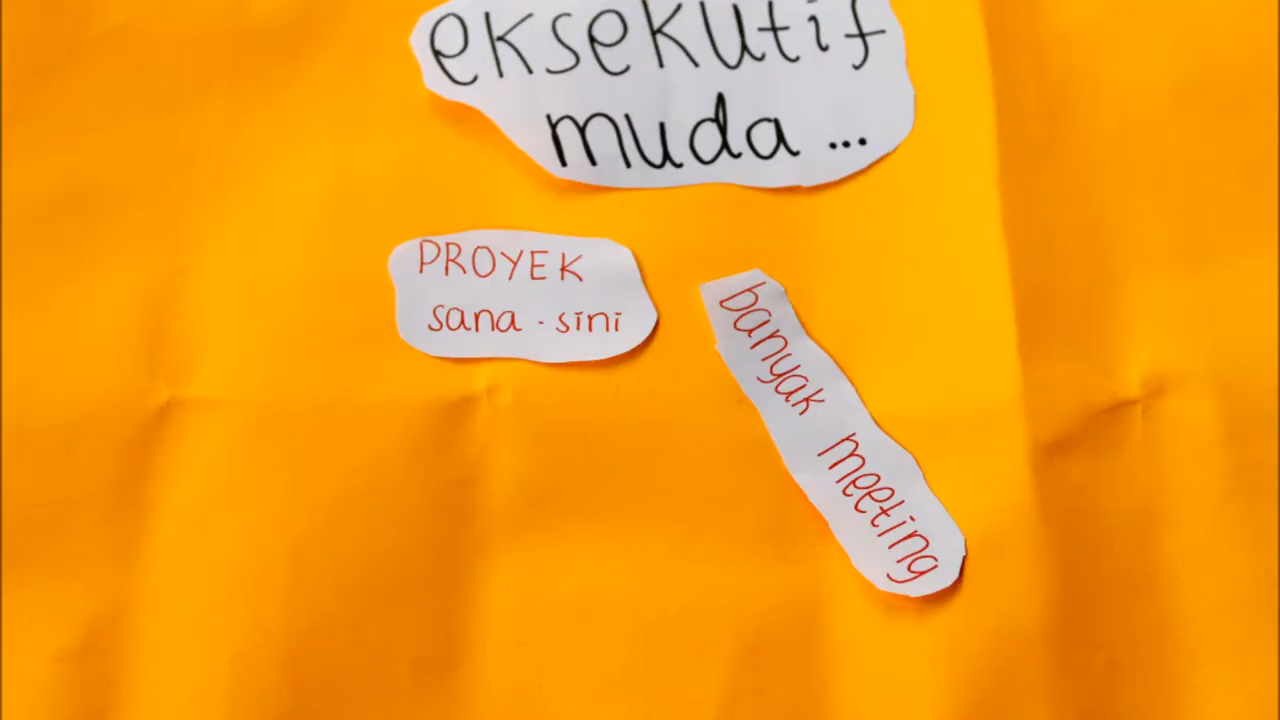 eksekutif
muda...
PROYEK
sana-sini
banyak meeting